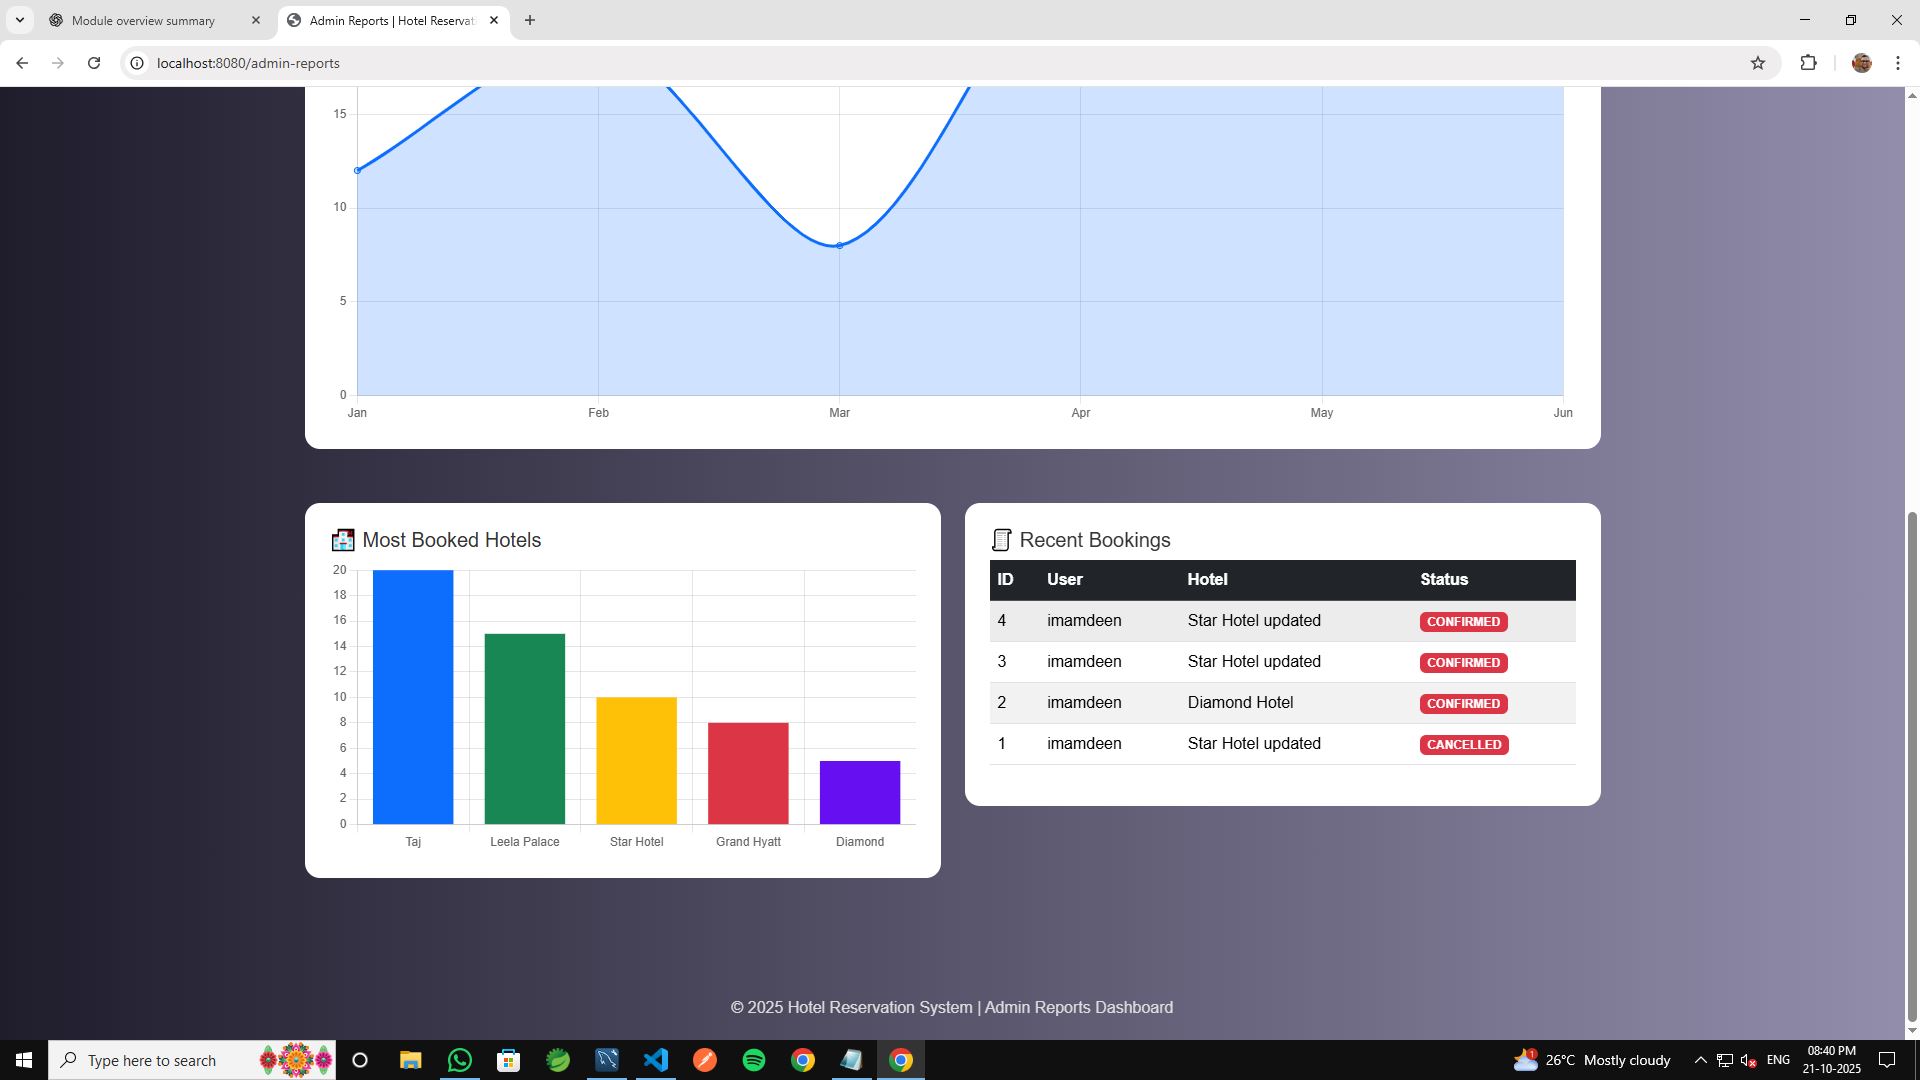 Module overview summary
Admin Reports | Hotel Reservat
localhost:8080/admin-reports
15
10
5
0
Jan Feb Mar Apr May Jun
Most Booked Hotels
20
18
16
14
12
10
8
6
4
2
0
Taj Leela Palace Star Hotel Grand Hyatt Diamond
Recent Bookings
ID User Hotel Status
4 imamdeen Star Hotel updated CONFIRMED
3 imamdeen Star Hotel updated CONFIRMED
2 imamdeen Diamond Hotel CONFIRMED
1 imamdeen Star Hotel updated CANCELLED
© 2025 Hotel Reservation System | Admin Reports Dashboard
Type here to search
1
26°C Mostly cloudy
ENG
08:40 PM
21-10-2025